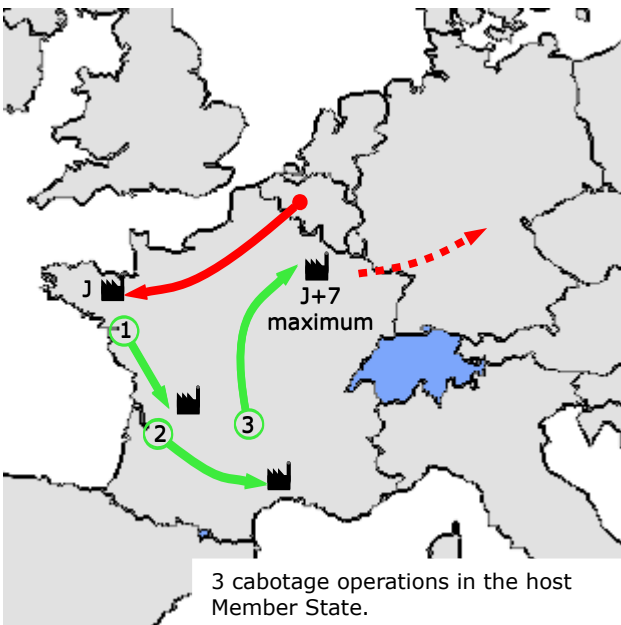 J
J+7
maximum
1
3
2
3 cabotage operations in the host
Member State.